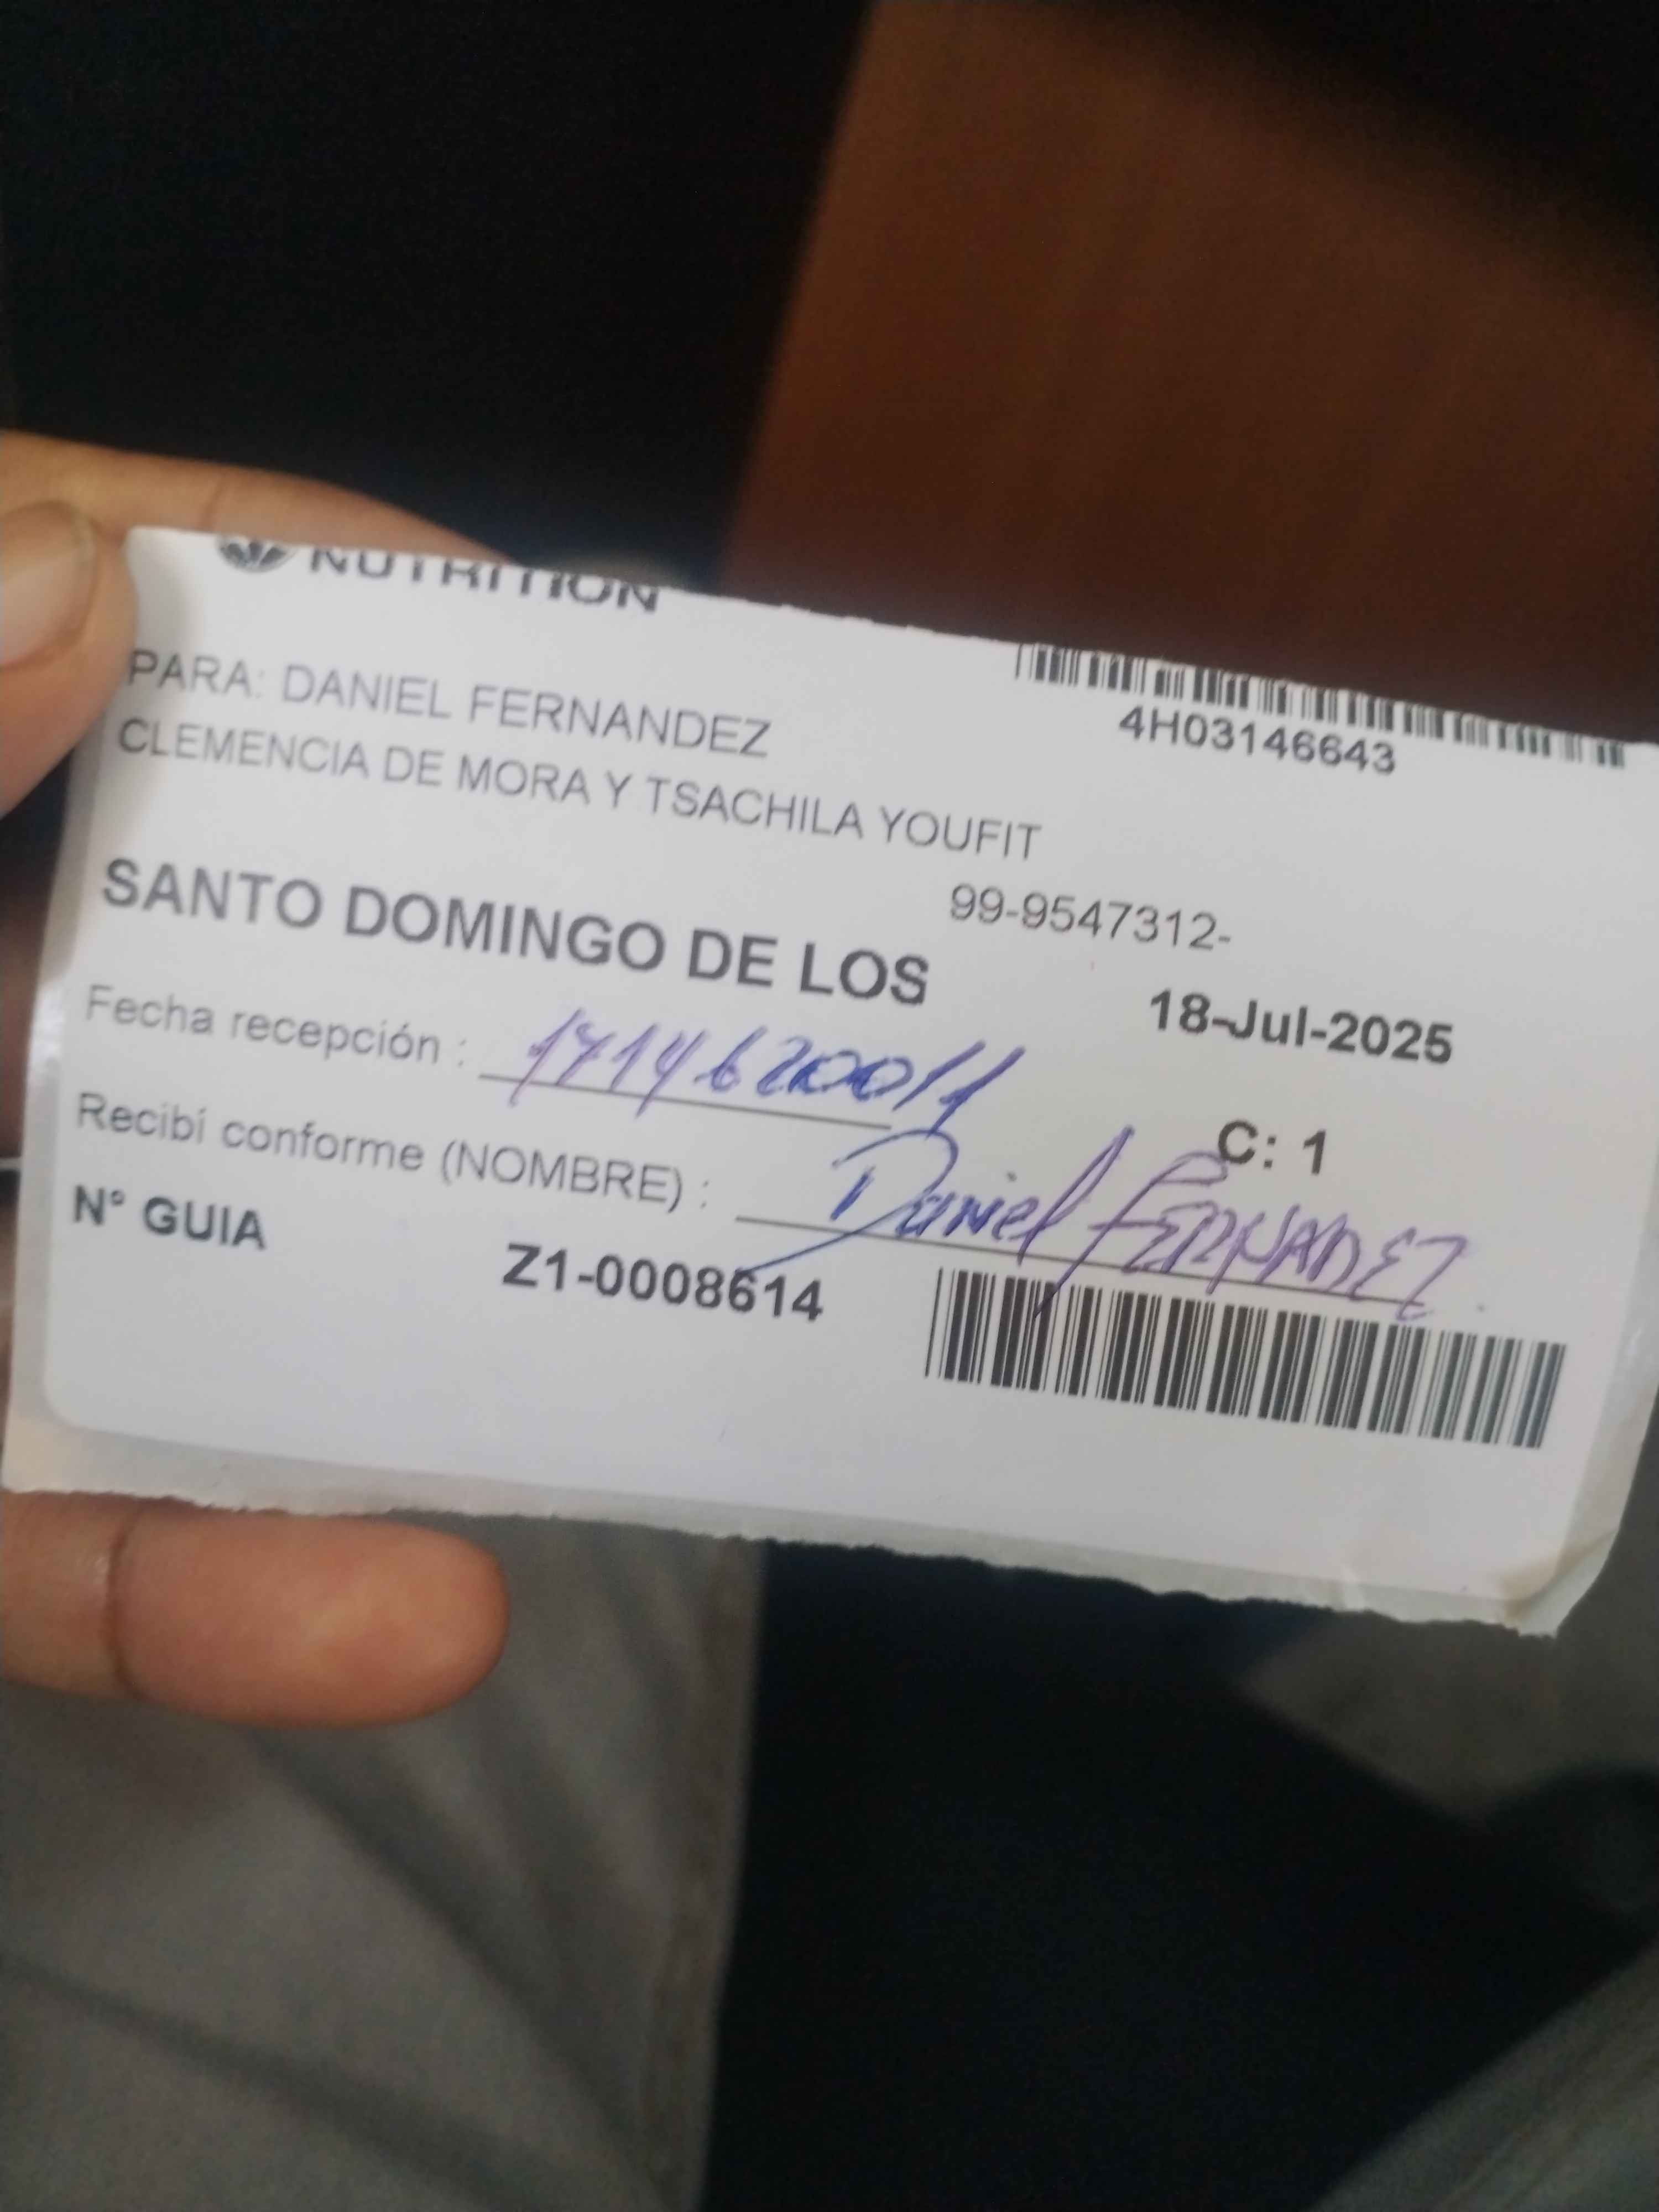 NUTRITION
4H03146643
PARA: DANIEL FERNANDEZ
CLEMENCIA DE MORA Y TSACHILA YOUFIT
99-9547312-
SANTO DOMINGO DE LOS
18-Jul-2025
Fecha recepción : 1714620011
C: 1
Recibí conforme (NOMBRE) : Daniel FERNANDEZ
N° GUIA Z1-0008614